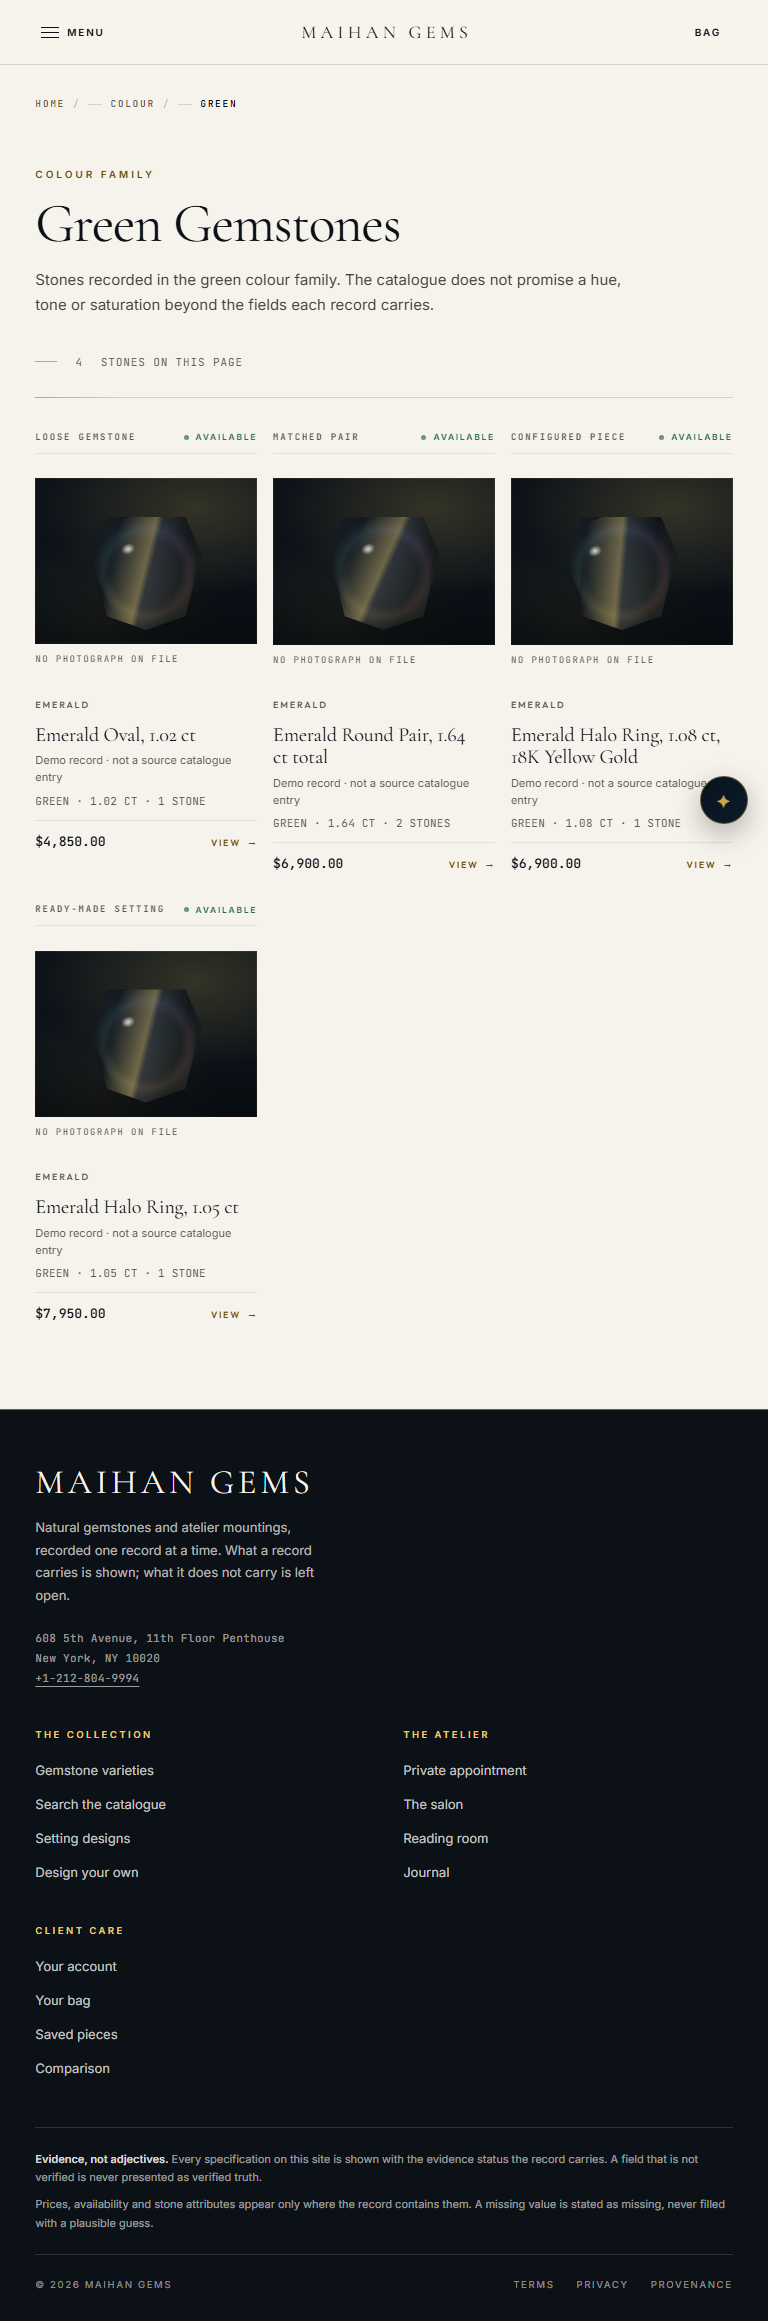 MENU
MAIHAN GEMS
BAG
HOME / COLOUR / GREEN
COLOUR FAMILY
Green Gemstones
Stones recorded in the green colour family. The catalogue does not promise a hue,
tone or saturation beyond the fields each record carries.
4 STONES ON THIS PAGE
LOOSE GEMSTONE
AVAILABLE
NO PHOTOGRAPH ON FILE
EMERALD
Emerald Oval, 1.02 ct
Demo record · not a source catalogue
entry
GREEN · 1.02 CT · 1 STONE
$4,850.00
VIEW →
MATCHED PAIR
AVAILABLE
NO PHOTOGRAPH ON FILE
EMERALD
Emerald Round Pair, 1.64
ct total
Demo record · not a source catalogue
entry
GREEN · 1.64 CT · 2 STONES
$6,900.00
VIEW →
CONFIGURED PIECE
AVAILABLE
NO PHOTOGRAPH ON FILE
EMERALD
Emerald Halo Ring, 1.08 ct,
18K Yellow Gold
Demo record · not a source catalogue
entry
GREEN · 1.08 CT · 1 STONE
$6,900.00
VIEW →
READY-MADE SETTING
AVAILABLE
NO PHOTOGRAPH ON FILE
EMERALD
Emerald Halo Ring, 1.05 ct
Demo record · not a source catalogue
entry
GREEN · 1.05 CT · 1 STONE
$7,950.00
VIEW →
MAIHAN GEMS
Natural gemstones and atelier mountings,
recorded one record at a time. What a record
carries is shown; what it does not carry is left
open.
608 5th Avenue, 11th Floor Penthouse
New York, NY 10020
+1-212-804-9994
THE COLLECTION
Gemstone varieties
Search the catalogue
Setting designs
Design your own
THE ATELIER
Private appointment
The salon
Reading room
Journal
CLIENT CARE
Your account
Your bag
Saved pieces
Comparison
Evidence, not adjectives. Every specification on this site is shown with the evidence status the record carries. A field that is not
verified is never presented as verified truth.
Prices, availability and stone attributes appear only where the record contains them. A missing value is stated as missing, never filled
with a plausible guess.
© 2026 MAIHAN GEMS
TERMS
PRIVACY
PROVENANCE